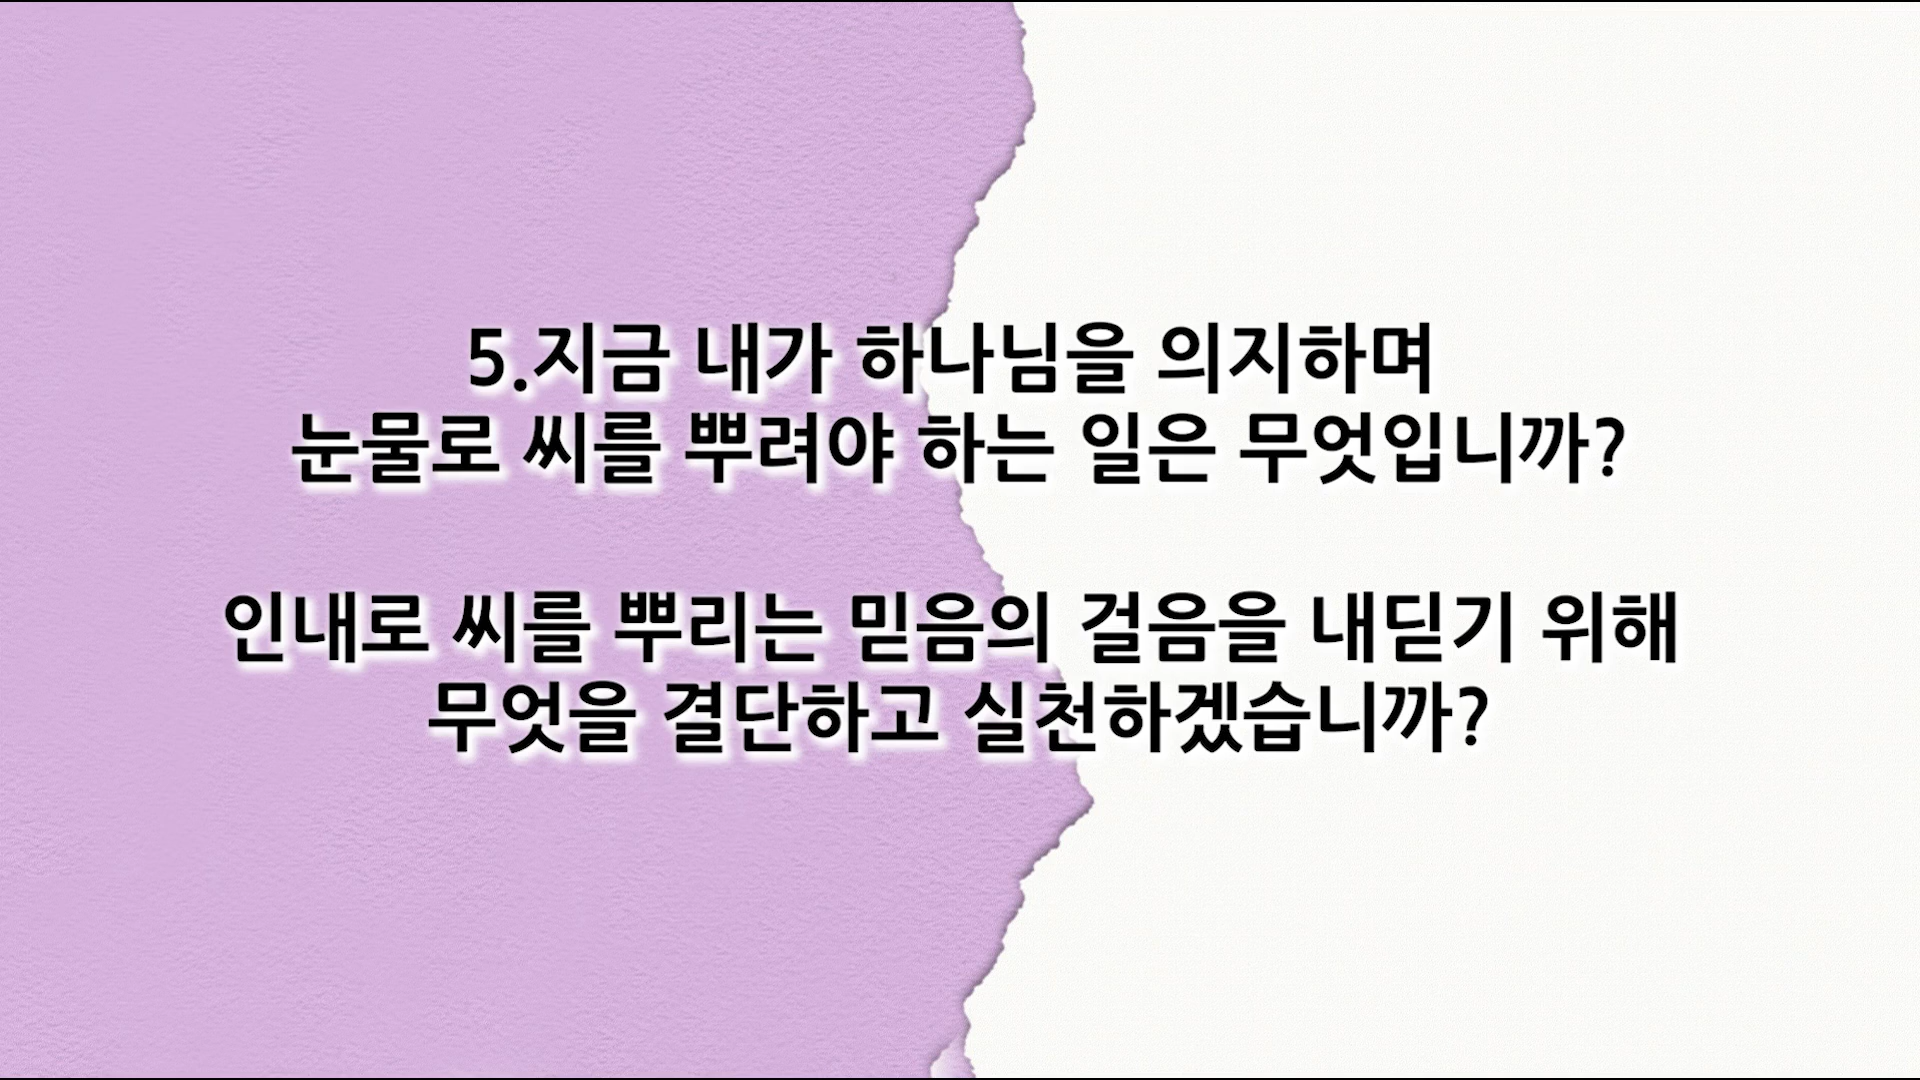 5.지금 내가 하나님을 의지하며
눈물로 씨를 뿌려야 하는 일은 무엇입니까?
인내로 씨를 뿌리는 믿음의 걸음을 내딛기 위해
무엇을 결단하고 실천하겠습니까?